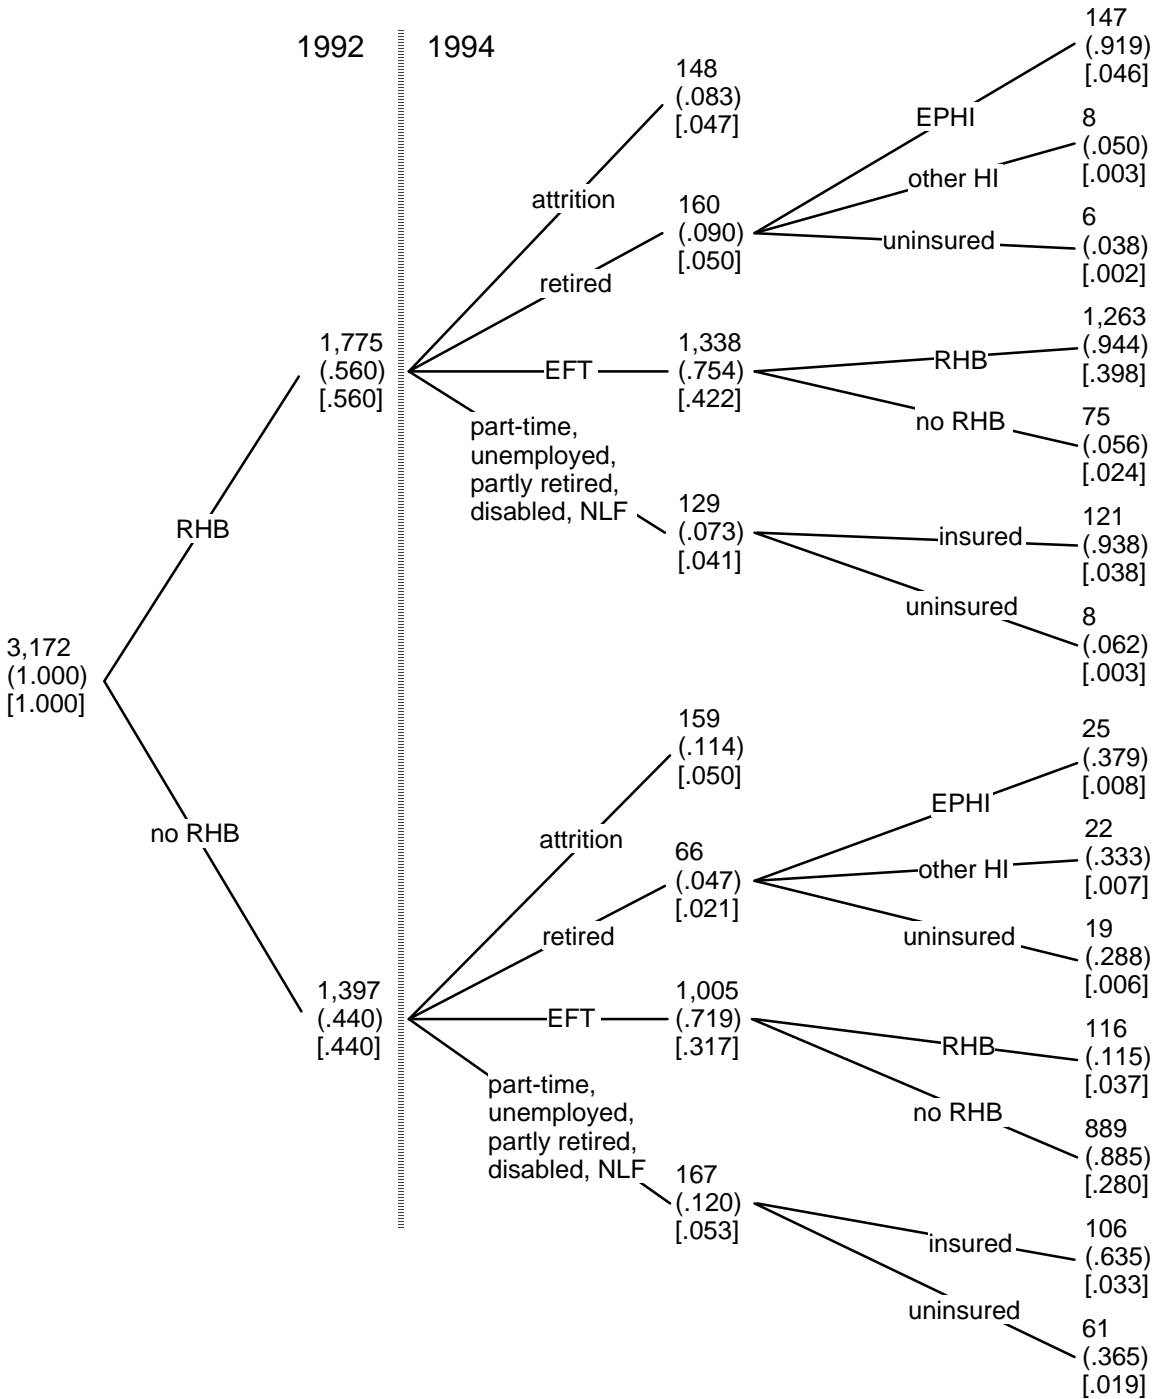 1992
1994
3,172
(1.000)
[1.000]
RHB
no RHB
1,775
(.560)
[.560]
attrition
retired
EFT
part-time,
unemployed,
partly retired,
disabled, NLF
148
(.083)
[.047]
160
(.090)
[.050]
EPHI
other HI
uninsured
147
(.919)
[.046]
8
(.050)
[.003]
6
(.038)
[.002]
1,338
(.754)
[.422]
RHB
no RHB
1,263
(.944)
[.398]
75
(.056)
[.024]
129
(.073)
[.041]
insured
uninsured
121
(.938)
[.038]
8
(.062)
[.003]
1,397
(.440)
[.440]
attrition
retired
EFT
part-time,
unemployed,
partly retired,
disabled, NLF
159
(.114)
[.050]
66
(.047)
[.021]
EPHI
other HI
uninsured
25
(.379)
[.008]
22
(.333)
[.007]
19
(.288)
[.006]
1,005
(.719)
[.317]
RHB
no RHB
116
(.115)
[.037]
889
(.885)
[.280]
167
(.120)
[.053]
insured
uninsured
106
(.635)
[.033]
61
(.365)
[.019]